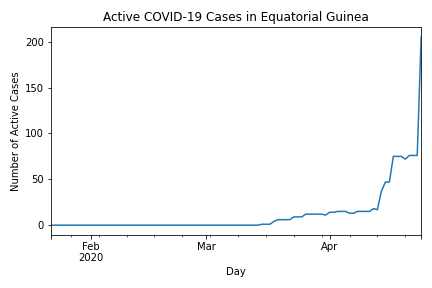 Active COVID-19 Cases in Equatorial Guinea
Number of Active Cases
200
150
100
50
0
Feb
2020
Mar
Apr
Day